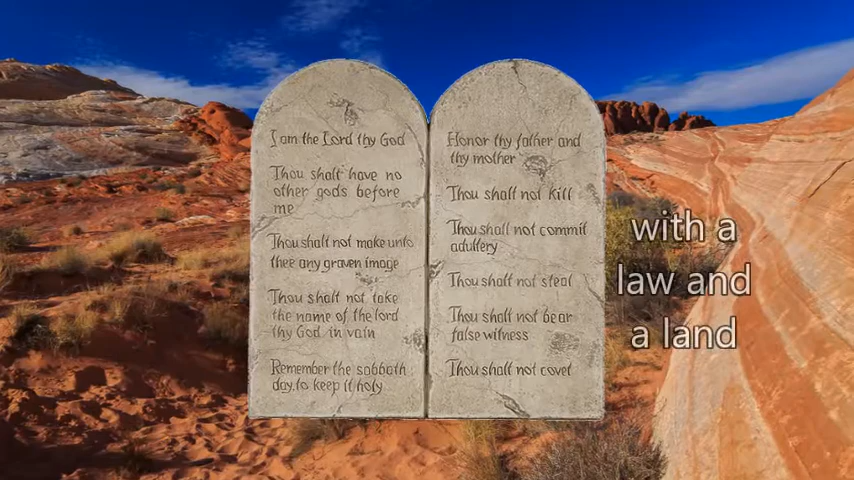 I am the Lord thy God
Thou shalt have no
other gods before
me
Thou shalt not make unto
thee any graven image
Thou shalt not take
the name of the lord
thy God in vain
Remember the sabbath
day, to keep it holy
Honor thy father and
thy mother
Thou shalt not kill
Thou shalt not commit
adultery
Thou shalt not steal
Thou shalt not bear
false witness
Thou shalt not covet
with a
law and
a land